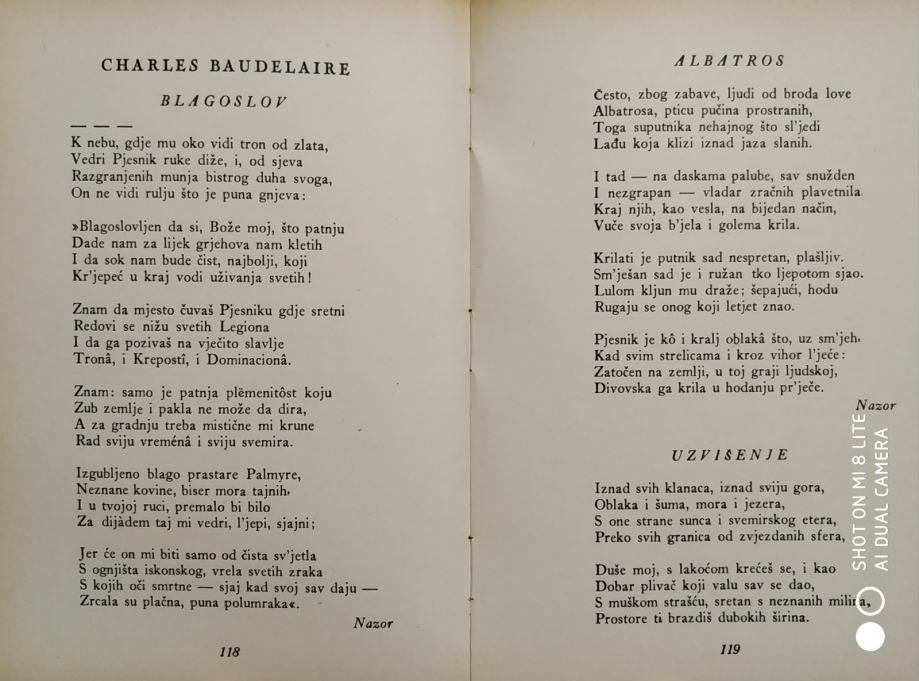 CHARLES BAUDELAIRE
BLAGOSLOV
— — —
K nebu, gdje mu oko vidi tron od zlata,
Vedri Pjesnik ruke diže, i, od sjeva
Razgranjenih munja bistrog duha svoga,
On ne vidi rulju što je puna gnjeva:
»Blagoslovljen da si, Bože moj, što patnju
Dade nam za lijek grjehova nam kletih
I da sok nam bude čist, najbolji, koji
Kr'jepeć u kraj vodi uživanja svetih!
Znam da mjesto čuvaš Pjesniku gdje sretni
Redovi se nižu svetih Legiona
I da ga pozivaš na vječito slavlje
Tronâ, i Krepostî, i Dominacionâ.
Znam: samo je patnja plëmenitôst koju
Zub zemlje i pakla ne može da dira,
A za gradnju treba mistične mi krune
Rad sviju vreménâ i sviju svemira.
Izgubljeno blago prastare Palmyre,
Neznane kovine, biser mora tajnih,
I u tvojoj ruci, premalo bi bilo
Za dijàdem taj mi vedri, l'jepi, sjajni;
Jer će on mi biti samo od čista sv'jetla
S ognjišta iskonskog, vrela svetih zraka
S kojih oči smrtne — sjaj kad svoj sav daju —
Zrcala su plačna, puna polumraka«.
Nazor
118
ALBATROS
Često, zbog zabave, ljudi od broda love
Albatrosa, pticu pučina prostranih,
Toga suputnika nehajnog što sl'jedi
Lađu koja klizi iznad jaza slanih.
I tad — na daskama palube, sav snužden
I nezgrapan — vladar zračnih plavetnila
Kraj njih, kao vesla, na bijedan način,
Vuče svoja b'jela i golema krila.
Krilati je putnik sad nespretan, plašljiv.
Sm'ješan sad je i ružan tko ljepotom sjao.
Lulom kljun mu draže; šepajući, hodu
Rugaju se onog koji letjet znao.
Pjesnik je kô i kralj oblakâ što, uz sm'jeh,
Kad svim strelicama i kroz vihor l'jeće:
Zatočen na zemlji, u toj graji ljudskoj,
Divovska ga krila u hodanju pr'ječe.
Nazor
UZVIŠENJE
Iznad svih klanaca, iznad sviju gora,
Oblaka i šuma, mora i jezera,
S one strane sunca i svemirskog etera,
Preko svih granica od zvjezdanih sfera,
Duše moj, s lakoćom krećeš se, i kao
Dobar plivač koji valu sav se dao,
S muškom strašću, sretan s neznanih milina,
Prostore ti brazdiš dubokih širina.
119
SHOT ON MI 8 LITE
AI DUAL CAMERA